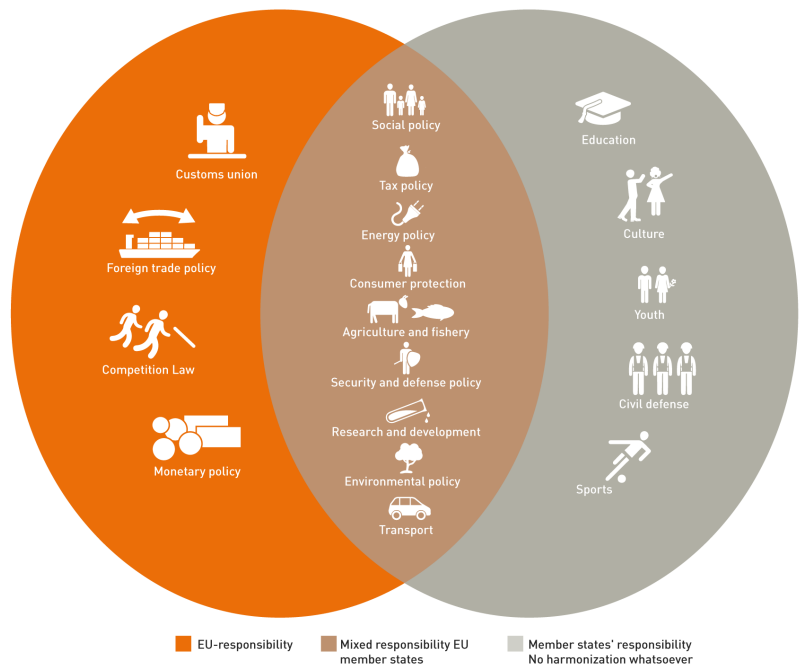 Customs union
Foreign trade policy
Competition Law
Monetary policy
Social policy
Tax policy
Energy policy
Consumer protection
Agriculture and fishery
Security and defense policy
Research and development
Environmental policy
Transport
Education
Culture
Youth
Civil defense
Sports
EU-responsibility
Mixed responsibility EU
member states
Member states' responsibility
No harmonization whatsoever